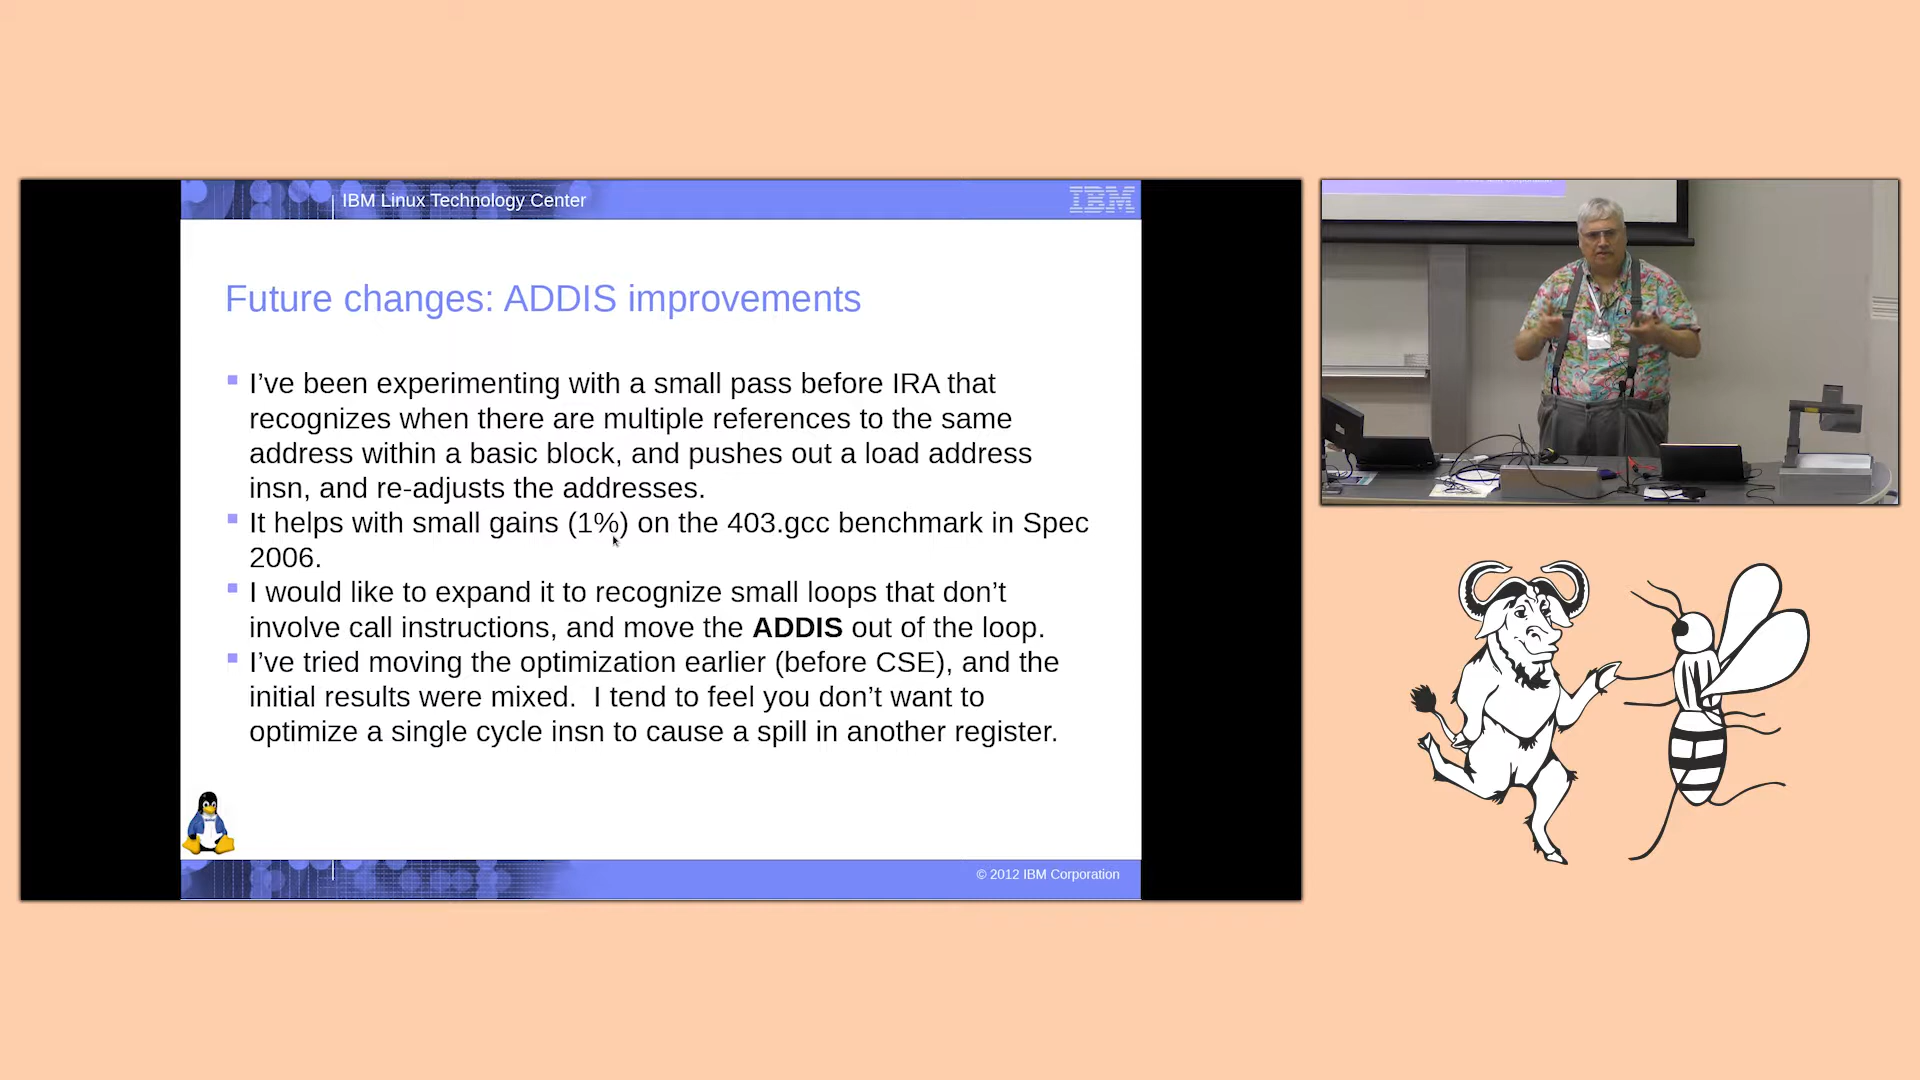 IBM Linux Technology Center
IBM
Future changes: ADDIS improvements
I've been experimenting with a small pass before IRA that
recognizes when there are multiple references to the same
address within a basic block, and pushes out a load address
insn, and re-adjusts the addresses.
It helps with small gains (1%) on the 403.gcc benchmark in Spec
2006.
I would like to expand it to recognize small loops that don't
involve call instructions, and move the ADDIS out of the loop.
I've tried moving the optimization earlier (before CSE), and the
initial results were mixed.  I tend to feel you don't want to
optimize a single cycle insn to cause a spill in another register.
© 2012 IBM Corporation